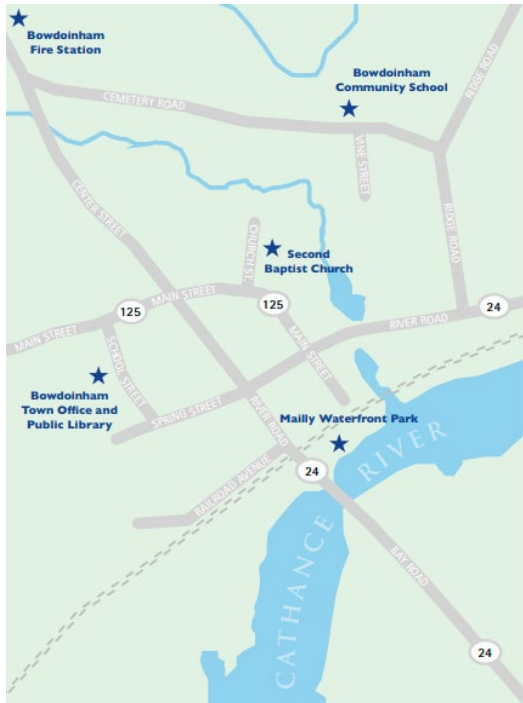 Bowdoinham
Fire Station
Bowdoinham
Community School
RIDGE ROAD
CEMETERY ROAD
VINE STREET
CENTER STREET
RIDGE ROAD
CHURCH ST.
Second
Baptist Church
MAIN STREET
125
125
24
MAIN STREET
MAIN STREET
RIVER ROAD
SCHOOL STREET
Bowdoinham
Town Office and
Public Library
SPRING STREET
RIVER ROAD
Mailly Waterfront Park
24
RAILROAD AVENUE
CATHANCE RIVER
BAY ROAD
24